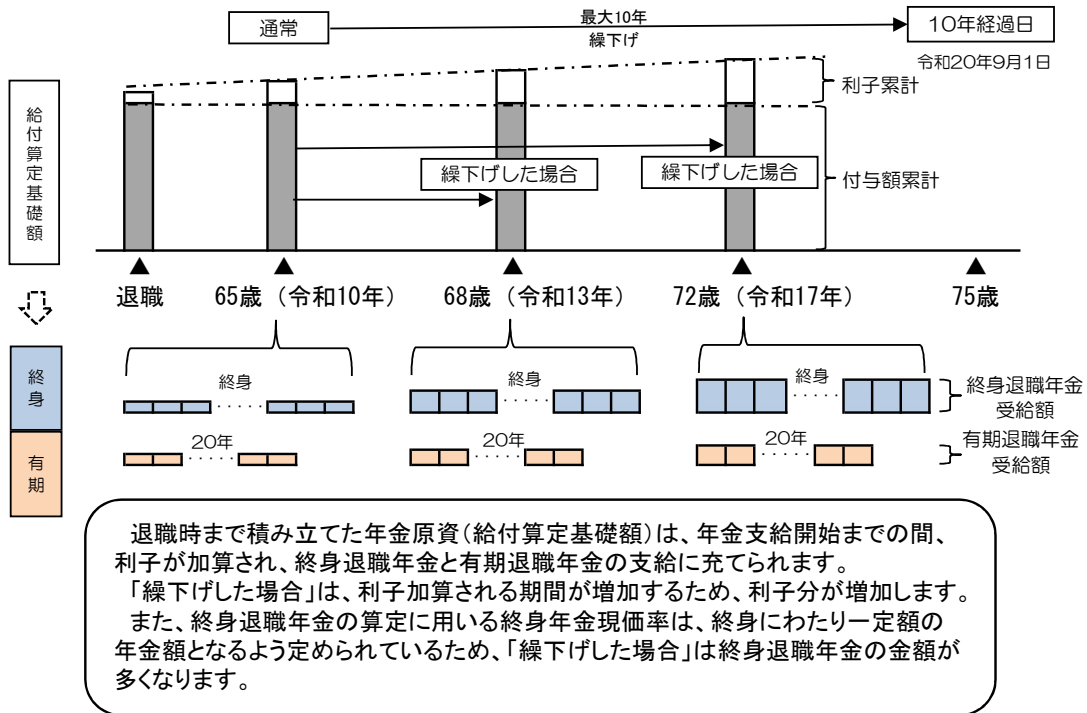 通常
最大10年
繰下げ
10年経過日
令和20年9月1日
給付算定基礎額
利子累計
繰下げした場合
繰下げした場合
付与額累計
退職
65歳（令和10年）
68歳（令和13年）
72歳（令和17年）
75歳
終身
終身
終身
終身
終身退職年金
受給額
有期
20年
20年
20年
有期退職年金
受給額
退職時まで積み立てた年金原資（給付算定基礎額）は、年金支給開始までの間、
利子が加算され、終身退職年金と有期退職年金の支給に充てられます。
「繰下げした場合」は、利子加算される期間が増加するため、利子分が増加します。
また、終身退職年金の算定に用いる終身年金現価率は、終身にわたり一定額の
年金額となるよう定められているため、「繰下げした場合」は終身退職年金の金額が
多くなります。